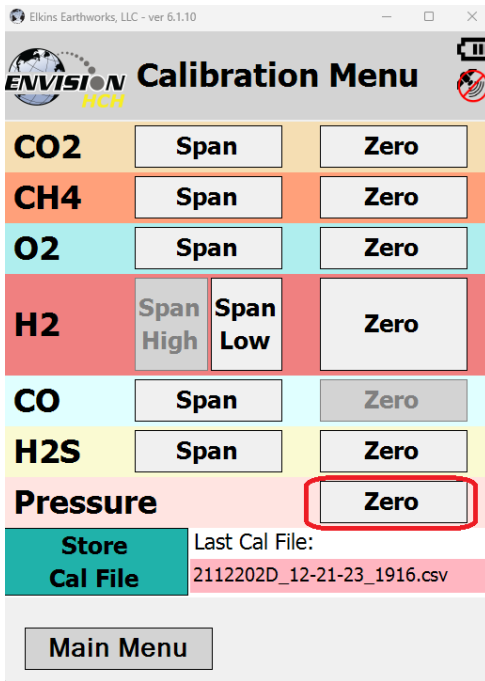 Elkins Earthworks, LLC - ver 6.1.10
ENVISION
HCH
Calibration Menu
CO2 Span Zero
CH4 Span Zero
O2 Span Zero
H2 Span High Span Low Zero
CO Span Zero
H2S Span Zero
Pressure Zero
Store Cal File
Last Cal File:
2112202D_12-21-23_1916.csv
Main Menu